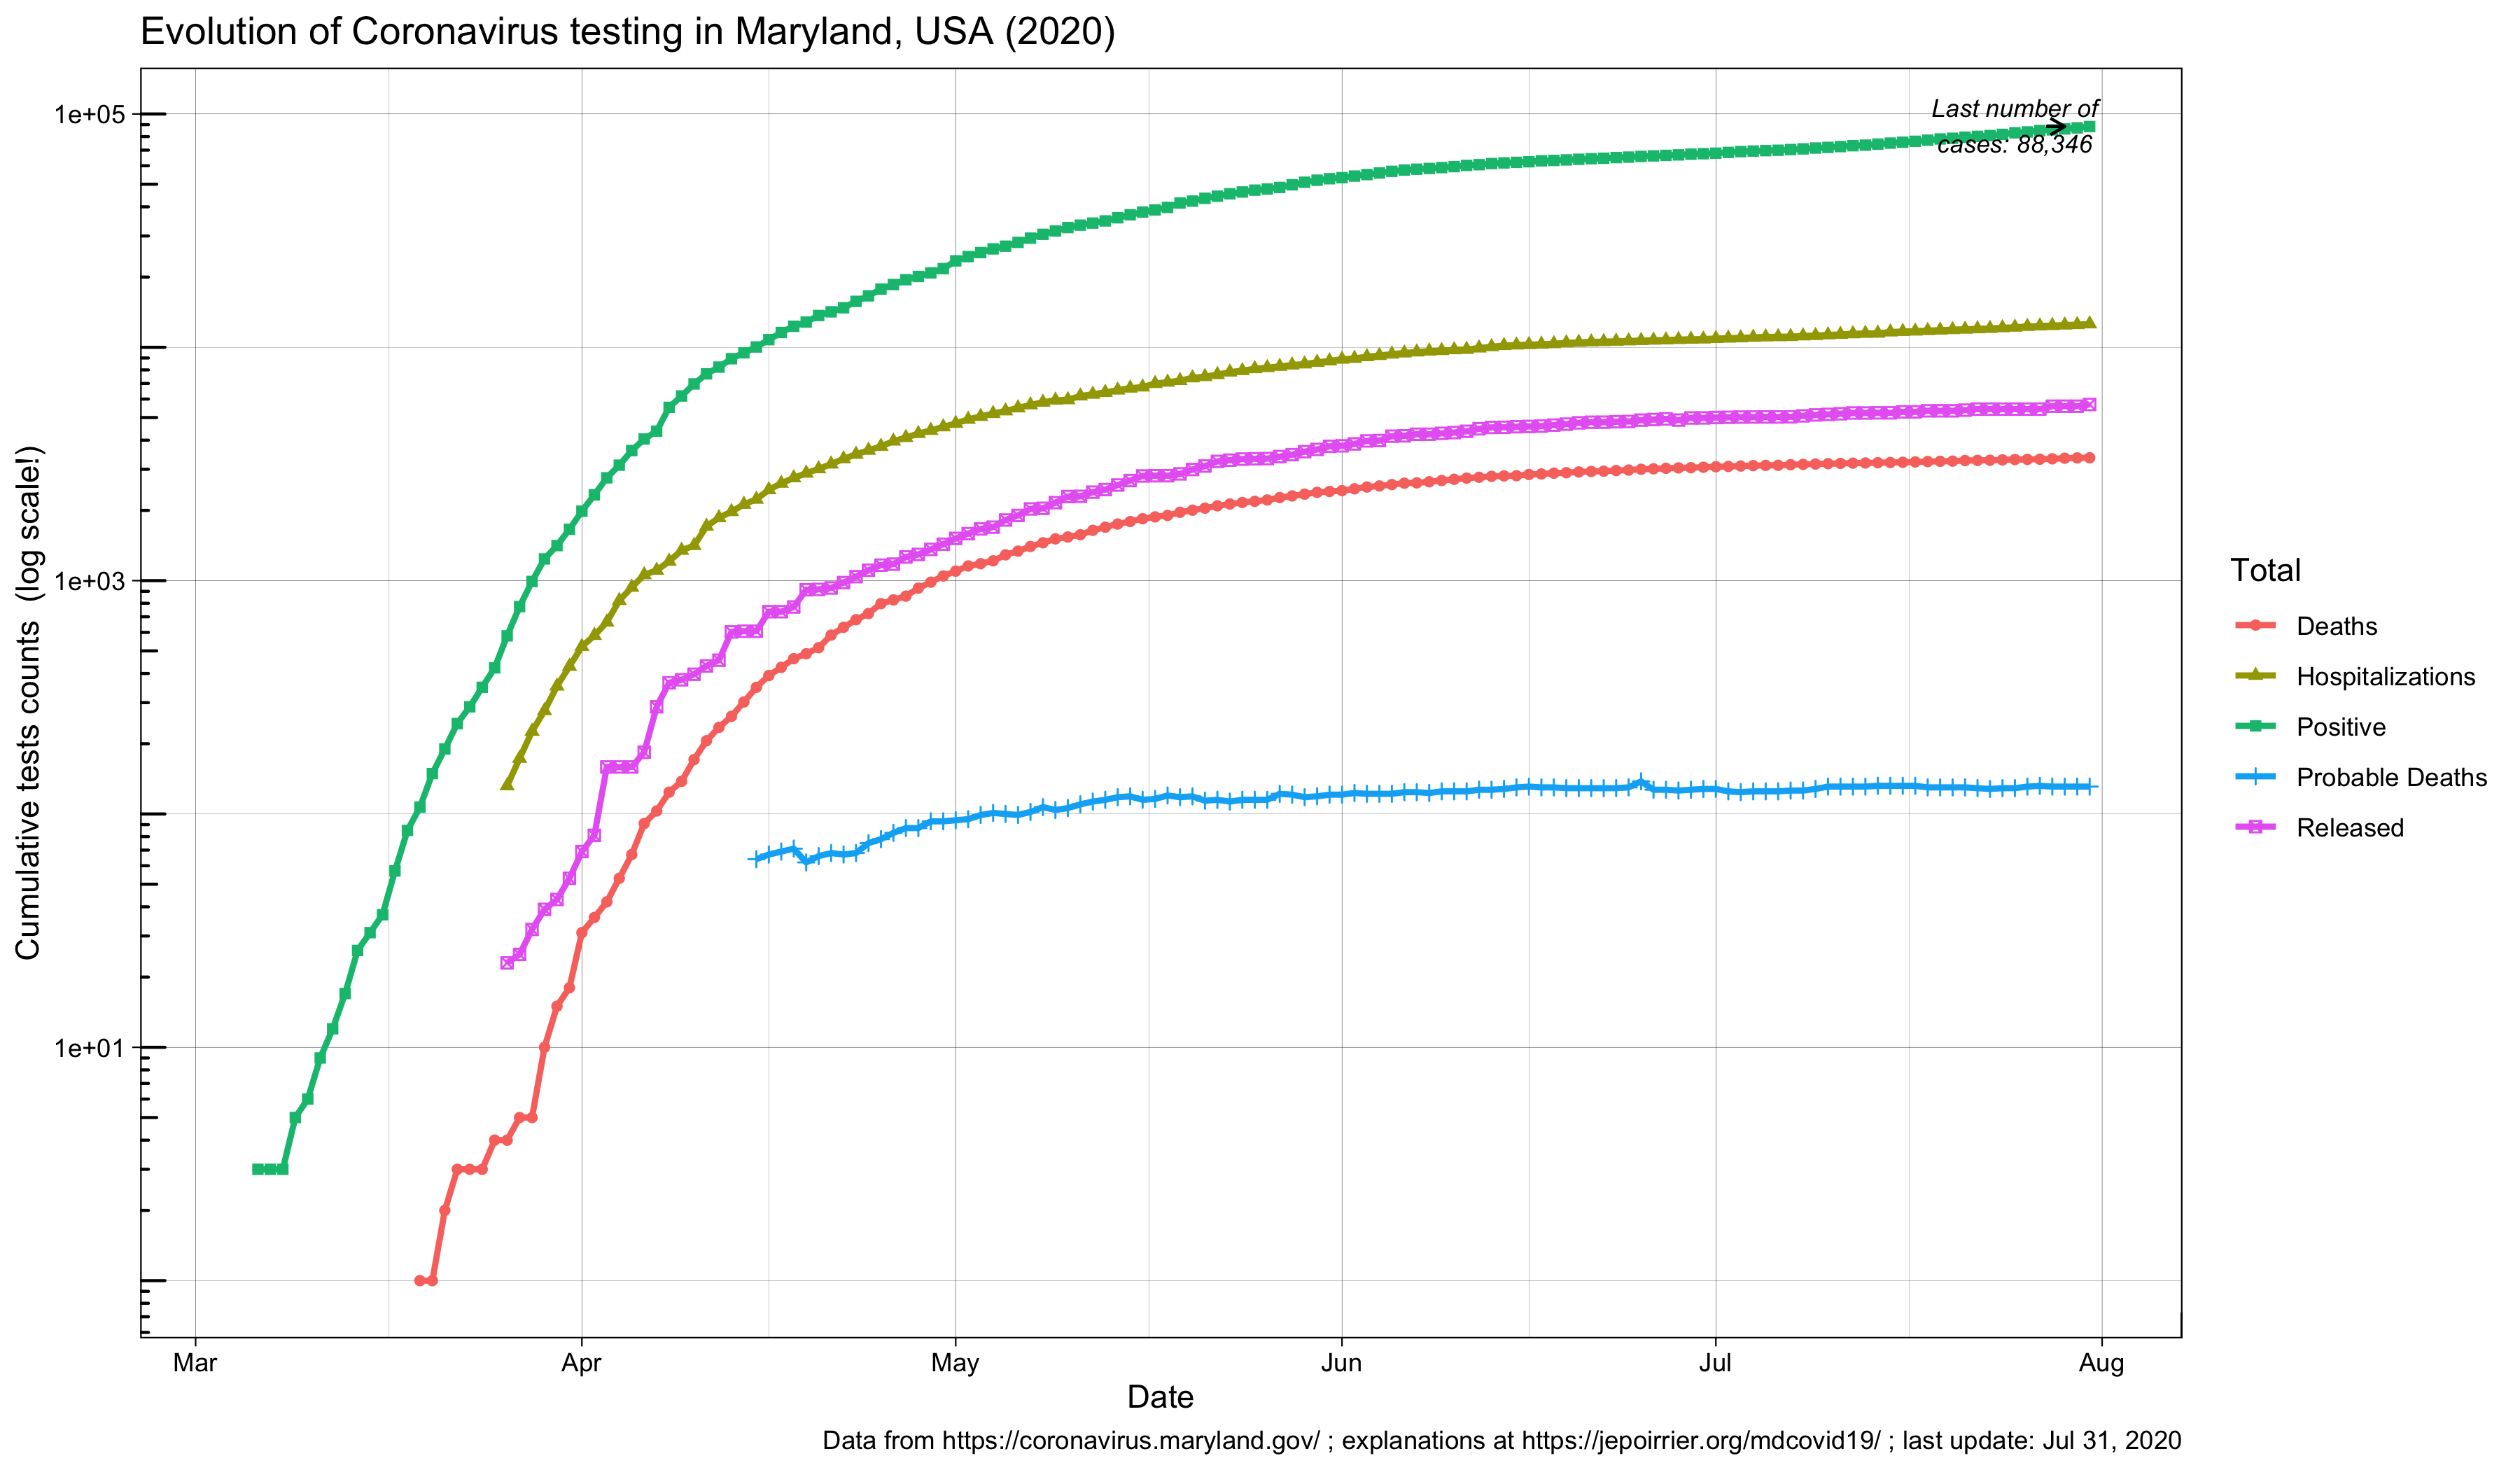 Evolution of Coronavirus testing in Maryland, USA (2020)
Last number of
cases: 88,346
1e+05
1e+03
1e+01
Cumulative tests counts (log scale!)
Mar Apr May Jun Jul Aug
Date
Total
Deaths
Hospitalizations
Positive
Probable Deaths
Released
Data from https://coronavirus.maryland.gov/ ; explanations at https://jepoirrier.org/mdcovid19/ ; last update: Jul 31, 2020